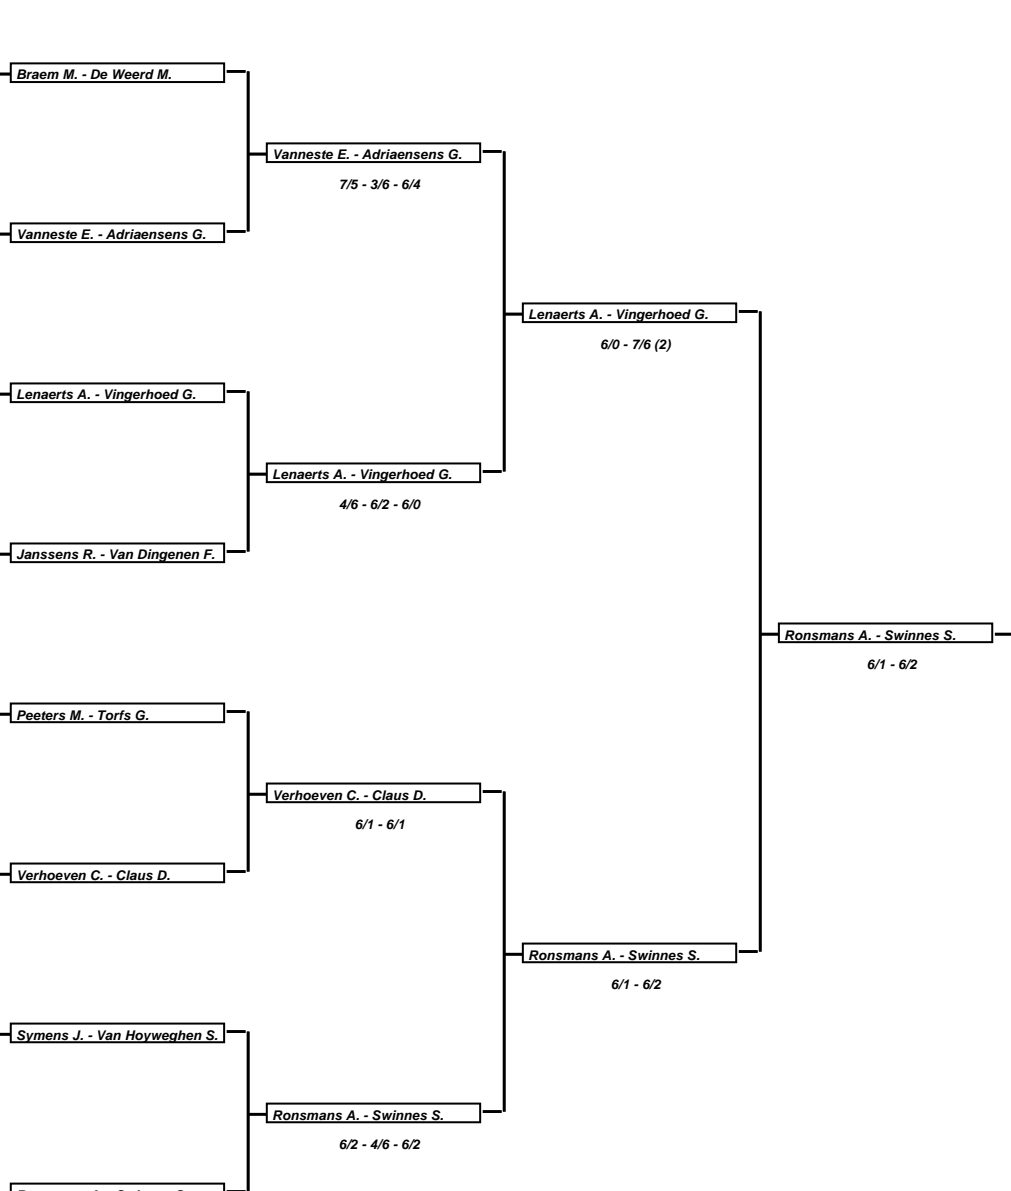 Braem M. - De Weerd M.
Vanneste E. - Adriaensens G.
7/5 - 3/6 - 6/4
Vanneste E. - Adriaensens G.
Lenaerts A. - Vingerhoed G.
6/0 - 7/6 (2)
Lenaerts A. - Vingerhoed G.
Lenaerts A. - Vingerhoed G.
4/6 - 6/2 - 6/0
Janssens R. - Van Dingenen F.
Ronsmans A. - Swinnes S.
6/1 - 6/2
Peeters M. - Torfs G.
Verhoeven C. - Claus D.
6/1 - 6/1
Verhoeven C. - Claus D.
Ronsmans A. - Swinnes S.
6/1 - 6/2
Symens J. - Van Hoyweghen S.
Ronsmans A. - Swinnes S.
6/2 - 4/6 - 6/2